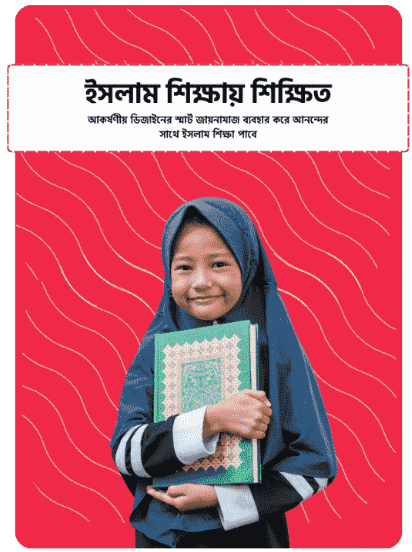 ইসলাম শিক্ষায় শিক্ষিত
আকর্ষণীয় ডিজাইনের স্মার্ট জায়নামাজ ব্যবহার করে আনন্দের
সাথে ইসলাম শিক্ষা পাবে